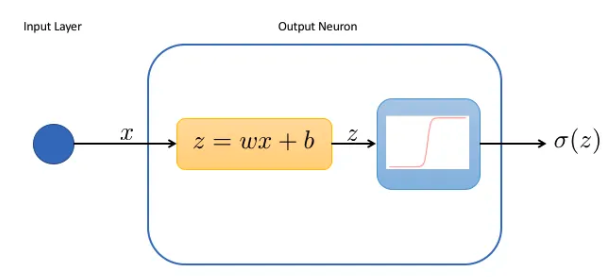 Input Layer
Output Neuron
x
z = wx + b
z
σ(z)